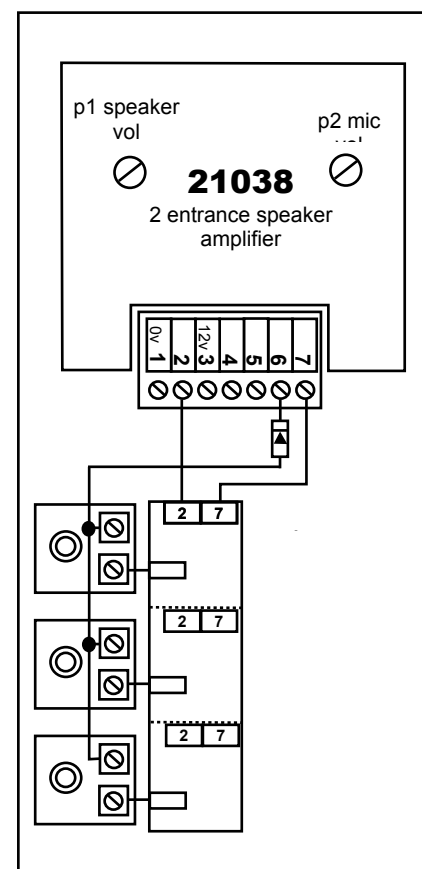 p1 speaker
vol
p2 mic
21038
2 entrance speaker
amplifier
0v 12v
1 2 3 4 5 6 7
2 7
2 7
2 7